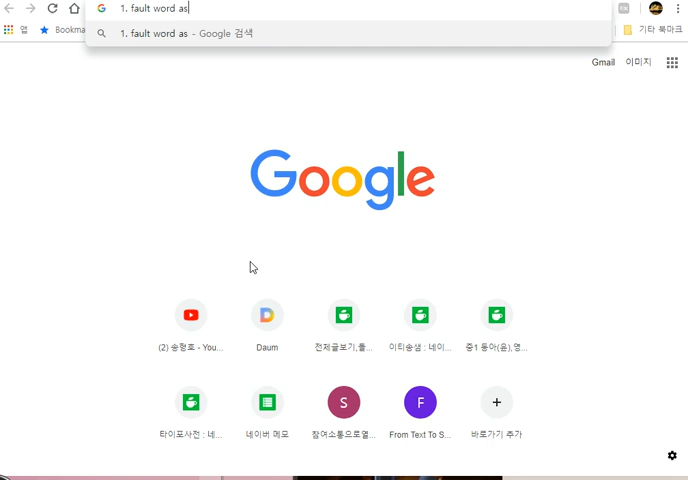 1. fault word as
앱
Bookma
기타 북마크
1. fault word as - Google 검색
Gmail
이미지
Google
(2) 송형호 - You...
Daum
전체글보기,돌...
이티송샘 : 네이...
중1 동아(윤),영...
타이포사전 : 네...
네이버 메모
S
참여소통으로열...
F
From Text To S...
바로가기 추가